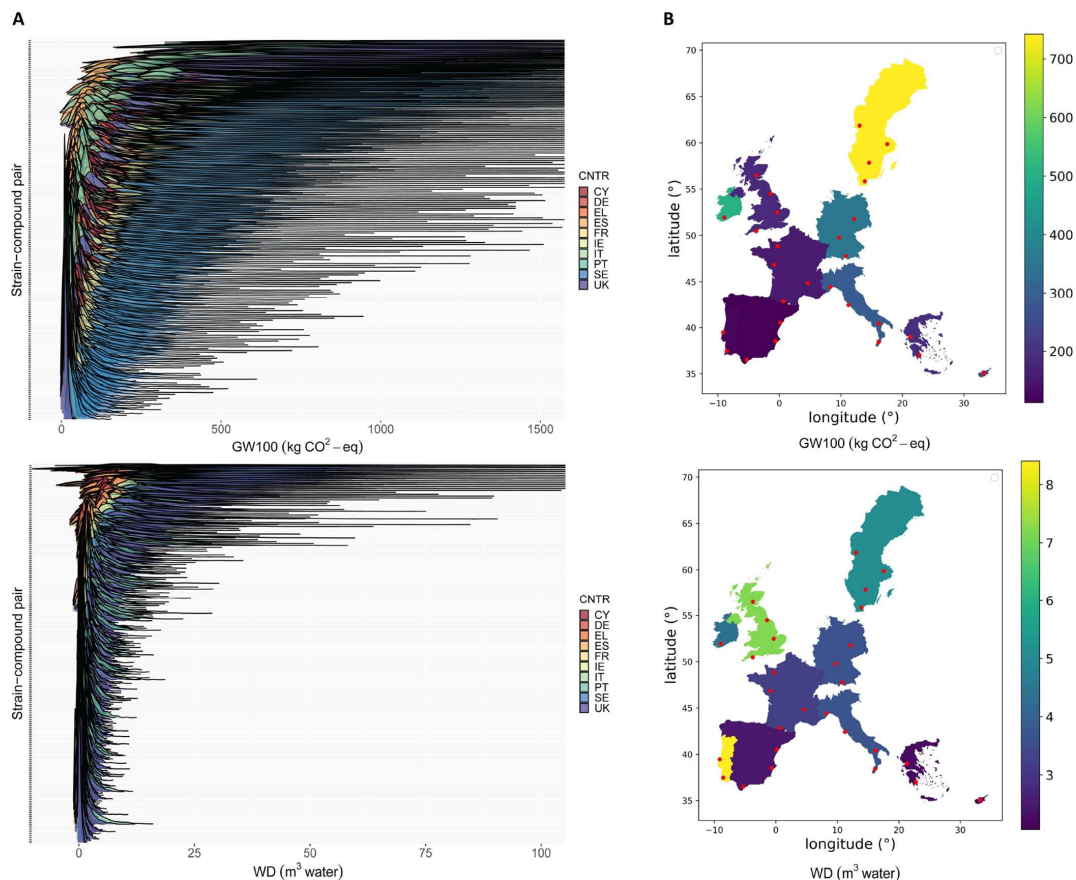 A
Strain−compound pair
0
500
1000
1500
GW100 (kg CO2−eq)
CNTR
CY
DE
EL
ES
FR
IE
IT
PT
SE
UK
Strain−compound pair
0
25
50
75
100
WD (m3 water)
CNTR
CY
DE
EL
ES
FR
IE
IT
PT
SE
UK
B
70
65
60
55
50
45
40
35
latitude (°)
−10
0
10
20
30
longitude (°)
GW100 (kg CO2−eq)
700
600
500
400
300
200
70
65
60
55
50
45
40
35
latitude (°)
−10
0
10
20
30
longitude (°)
WD (m3 water)
8
7
6
5
4
3